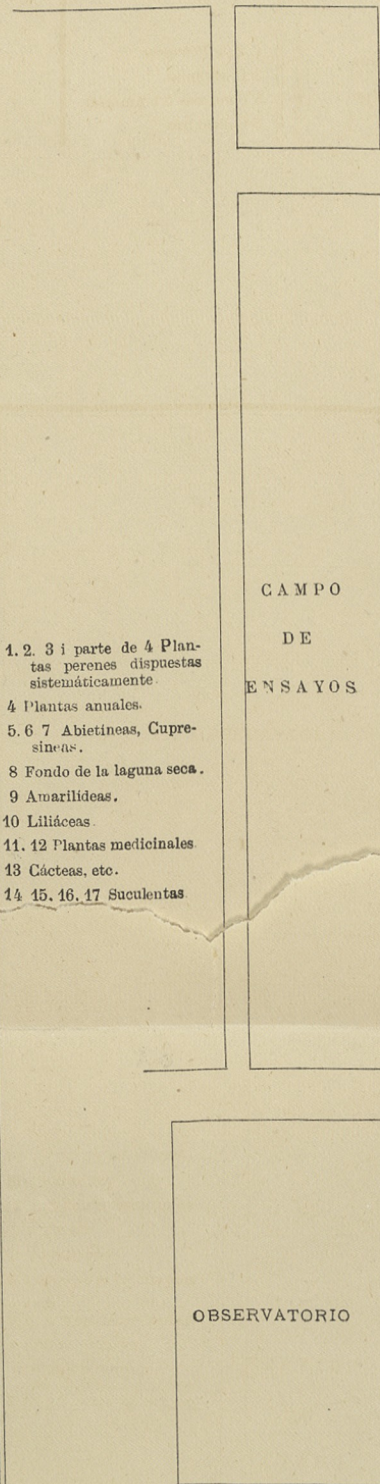 CAMPO
DE
ENSAYOS
1. 2. 3 i parte de 4 Plan-
tas perenes dispuestas
sistemáticamente.
4 Plantas anuales.
5. 6 7 Abietineas, Cupre-
sineas.
8 Fondo de la laguna seca.
9 Amarilideas.
10 Liliáceas.
11. 12 Plantas medicinales
13 Cácteas, etc.
14 15. 16. 17 Suculentas
OBSERVATORIO